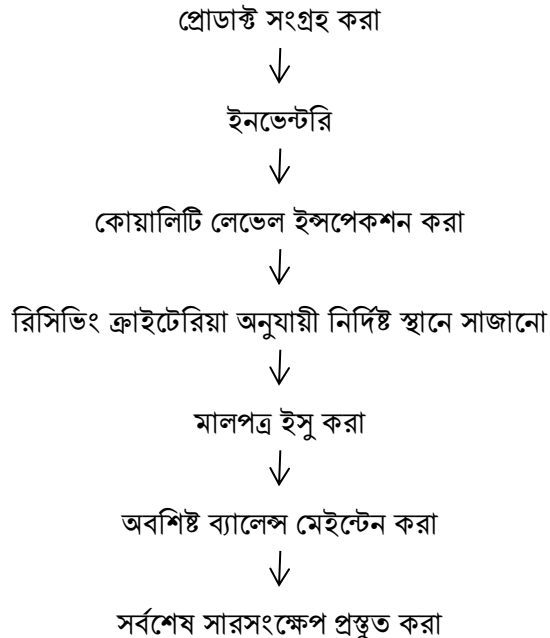 প্রোডাক্ট সংগ্রহ করা
ইনভেন্টরি
কোয়ালিটি লেভেল ইন্সপেকশন করা
রিসিভিং ক্রাইটেরিয়া অনুযায়ী নির্দিষ্ট স্থানে সাজানো
মালপত্র ইসু করা
অবশিষ্ট ব্যালেন্স মেইন্টেন করা
সর্বশেষ সারসংক্ষেপ প্রস্তুত করা